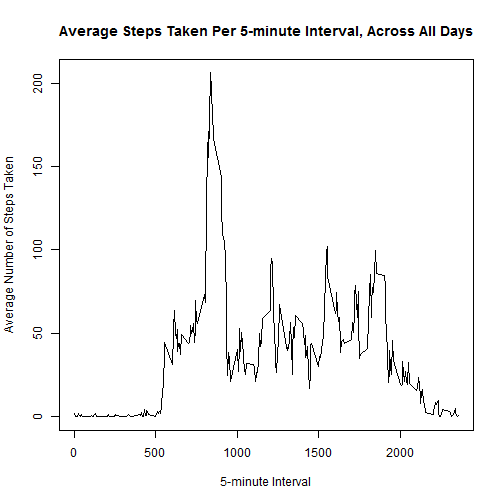 Average Steps Taken Per 5-minute Interval, Across All Days
Average Number of Steps Taken
200
150
100
50
0
0 500 1000 1500 2000
5-minute Interval